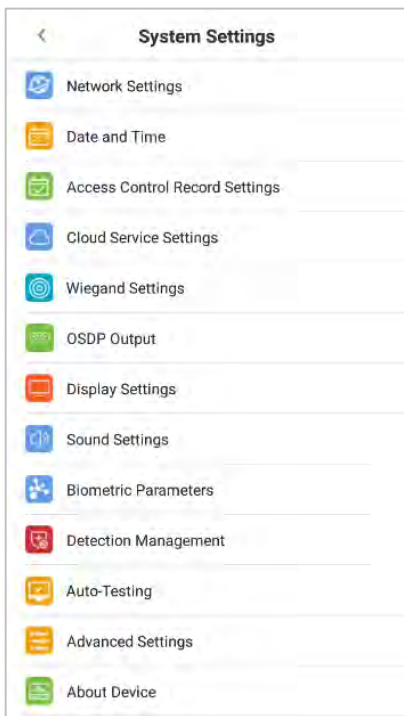 System Settings
Network Settings
Date and Time
Access Control Record Settings
Cloud Service Settings
Wiegand Settings
OSDP Output
Display Settings
Sound Settings
Biometric Parameters
Detection Management
Auto-Testing
Advanced Settings
About Device